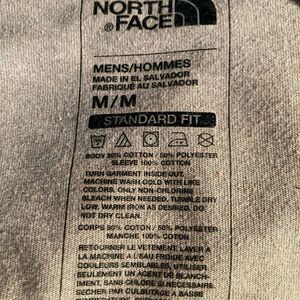 NORTH
FACE
®
MENS/HOMMES
MADE IN EL SALVADOR
FABRIQUÉ AU SALVADOR
M/M
STANDARD FIT
BODY 50% COTTON / 50% POLYESTER
SLEEVE 100% COTTON
TURN GARMENT INSIDE OUT.
MACHINE WASH COLD WITH LIKE
COLORS, ONLY NON-CHLORINE
BLEACH WHEN NEEDED, TUMBLE DRY
LOW, WARM IRON AS DESIRED. DO
NOT DRY CLEAN.
CORPS 50% COTON / 50% POLYESTER
MANCHE 100% COTON
RETOURNER LE VÊTEMENT. LAVER À
LA MACHINE À L'EAU FROIDE AVEC
COULEURS SEMBLABLES, UTILISER
SEULEMENT UN AGENT DE BLANCHI-
MENT, SANS CHLORE SI NÉCESSAIRE.
SÉCHER PAR CULBUTAGE À BASSE